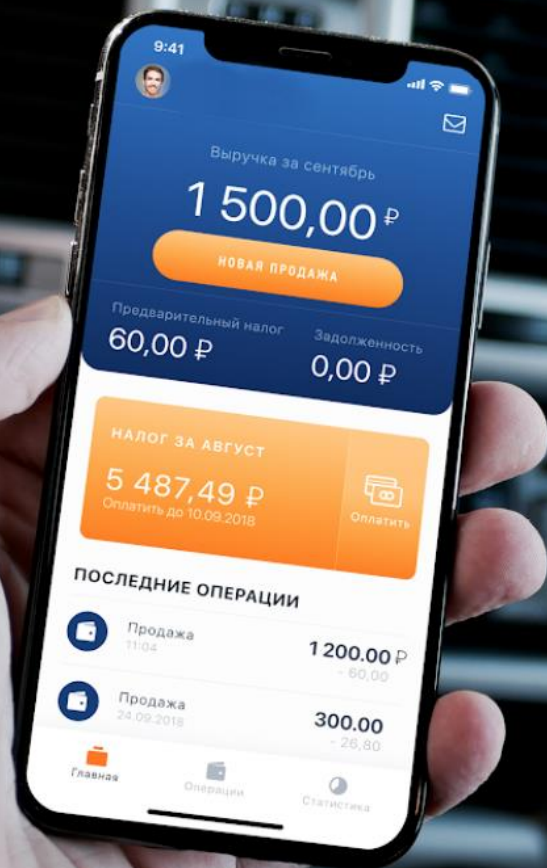 9:41
Выручка за сентябрь
1 500,00 ₽
НОВАЯ ПРОДАЖА
Предварительный налог
Задолженность
60,00 ₽
0,00 ₽
НАЛОГ ЗА АВГУСТ
5 487,49 ₽
Оплатить до 10.09.2018
Оплатить
ПОСЛЕДНИЕ ОПЕРАЦИИ
Продажа
1 200.00 ₽
11:04
- 60,00
Продажа
300.00
24.09.2018
- 26,80
Главная
Операции
Статистика